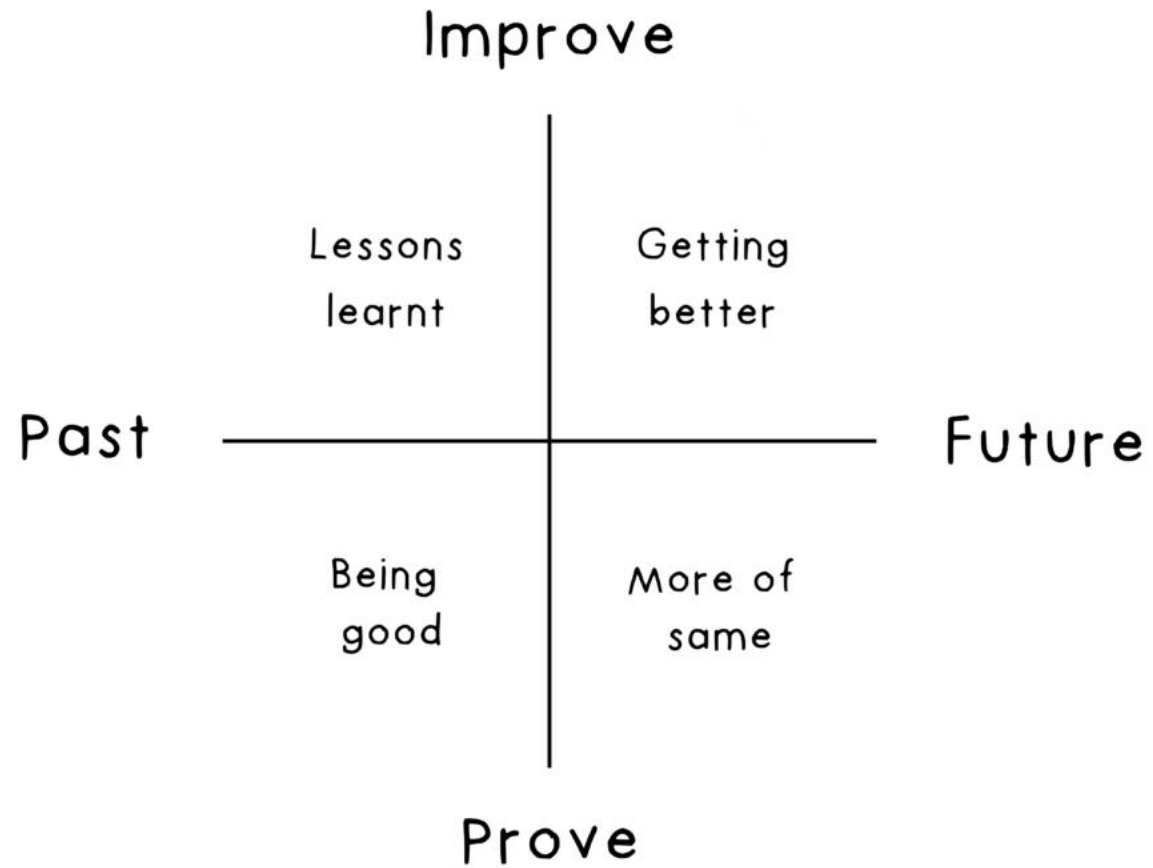 Improve
Lessons
learnt
Getting
better
Past
Future
Being
good
More of
same
Prove